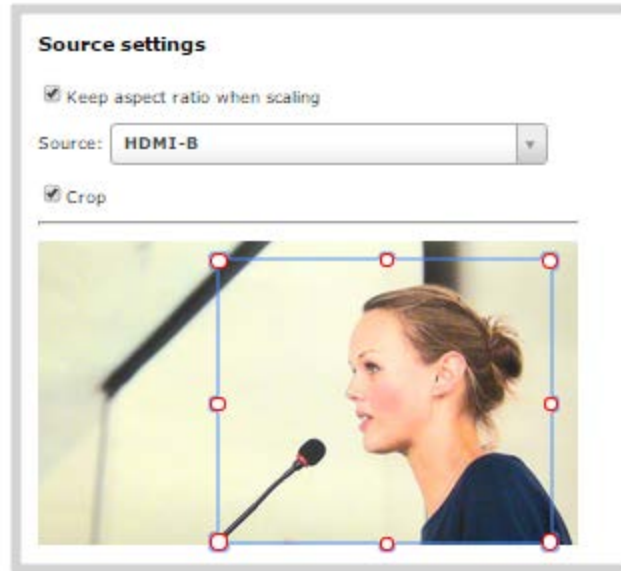 Source settings
Keep aspect ratio when scaling
Source: HDMI-B
Crop